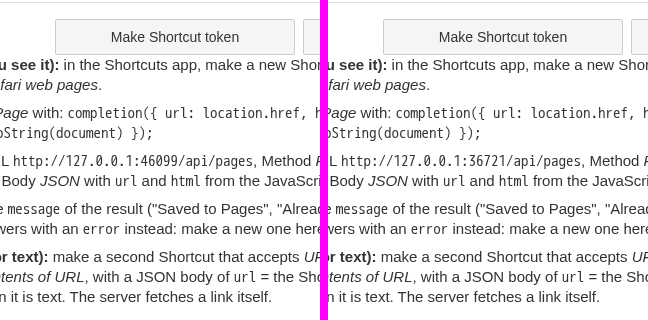 Make Shortcut token
u see it): in the Shortcuts app, make a new Shor
fari web pages.
Page with: completion({ url: location.href, h
oString(document) });
L http://127.0.0.1:46099/api/pages, Method
Body JSON with url and html from the JavaScri
e message of the result ("Saved to Pages", "Alread
wers with an error instead: make a new one here
or text): make a second Shortcut that accepts UR
tents of URL, with a JSON body of url = the Sho
n it is text. The server fetches a link itself.
Make Shortcut token
u see it): in the Shortcuts app, make a new Shor
fari web pages.
Page with: completion({ url: location.href, h
oString(document) });
L http://127.0.0.1:36721/api/pages, Method
Body JSON with url and html from the JavaScri
e message of the result ("Saved to Pages", "Alread
wers with an error instead: make a new one here
or text): make a second Shortcut that accepts UR
tents of URL, with a JSON body of url = the Sho
n it is text. The server fetches a link itself.